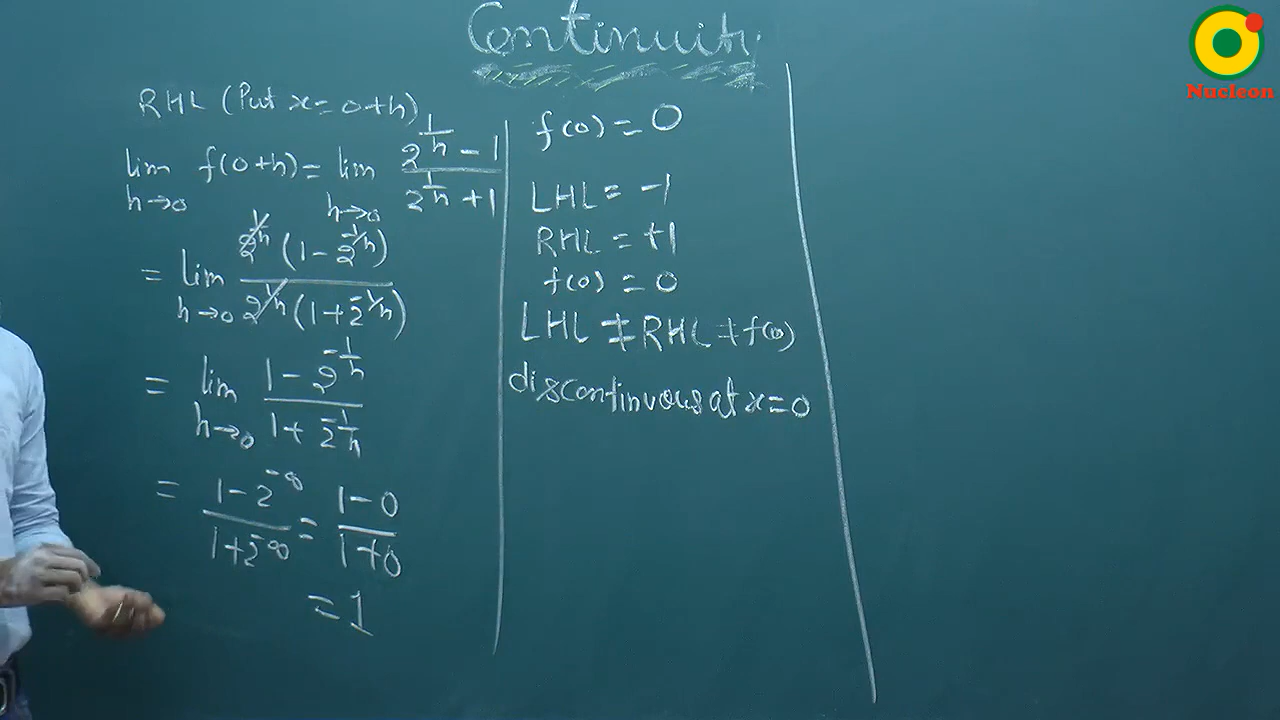 Continuity
RHL (Put x = 0+h)
lim h→0 f(0+h) = lim h→0 (2^(1/h) - 1)/(2^(1/h) + 1)
= lim h→0 2^(1/h) (1 - 2^(-1/h))/2^(1/h) (1 + 2^(-1/h))
= lim h→0 (1 - 2^(-1/h))/(1 + 2^(-1/h))
= (1 - 2^(-∞))/(1 + 2^(-∞)) = (1 - 0)/(1 + 0)
= 1
f(0) = 0
LHL = -1
RHL = +1
f(0) = 0
LHL ≠ RHL ≠ f(0)
discontinuous at x = 0
Nucleon